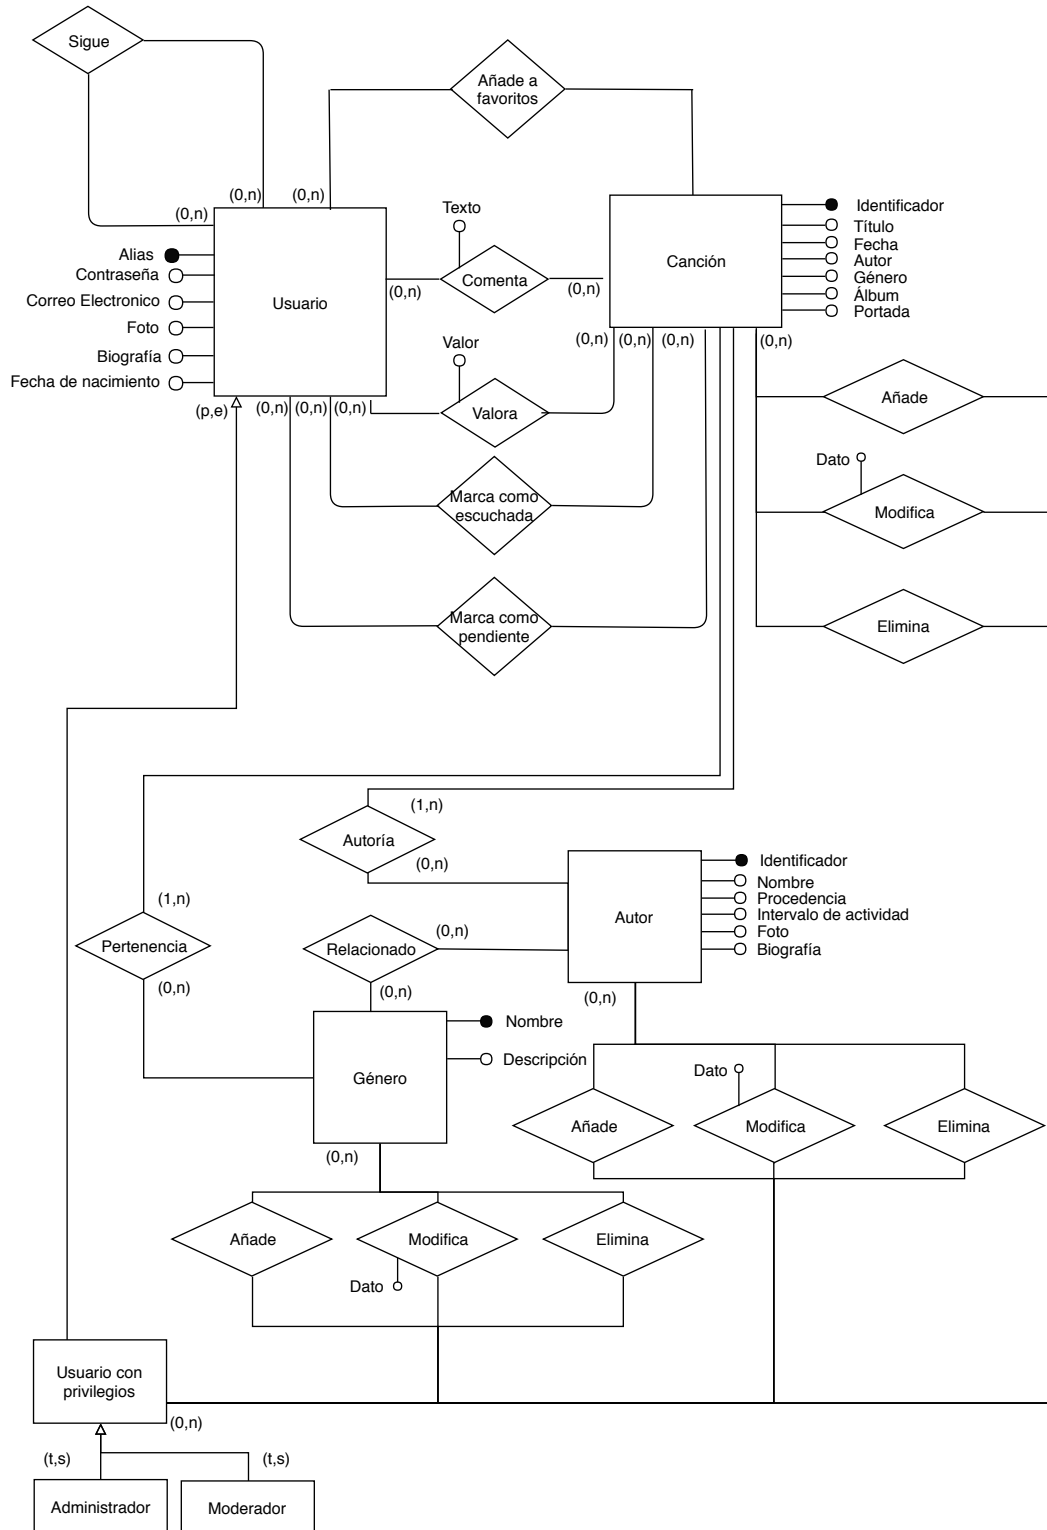 Sigue
Añade a
favoritos
(0,n)
(0,n)
(0,n)
Texto
Identificador
Título
Fecha
Autor
Género
Álbum
Portada
Canción
Alias
Contraseña
Correo Electronico
Foto
Biografía
Fecha de nacimiento
Usuario
(0,n)
Comenta
(0,n)
Valor
(0,n)
(0,n)
(0,n)
(0,n)
(p,e)
(0,n)
(0,n)
(0,n)
Valora
Añade
Dato
Marca como
escuchada
Modifica
Marca como
pendiente
Elimina
(1,n)
Autoría
(0,n)
Identificador
Nombre
Procedencia
Intervalo de actividad
Foto
Biografía
Autor
(1,n)
Pertenencia
(0,n)
Relacionado
(0,n)
(0,n)
(0,n)
Nombre
Descripción
Género
(0,n)
Dato
Añade
Modifica
Elimina
Añade
Modifica
Elimina
Dato
Usuario con
privilegios
(0,n)
(t,s)
(t,s)
Administrador
Moderador